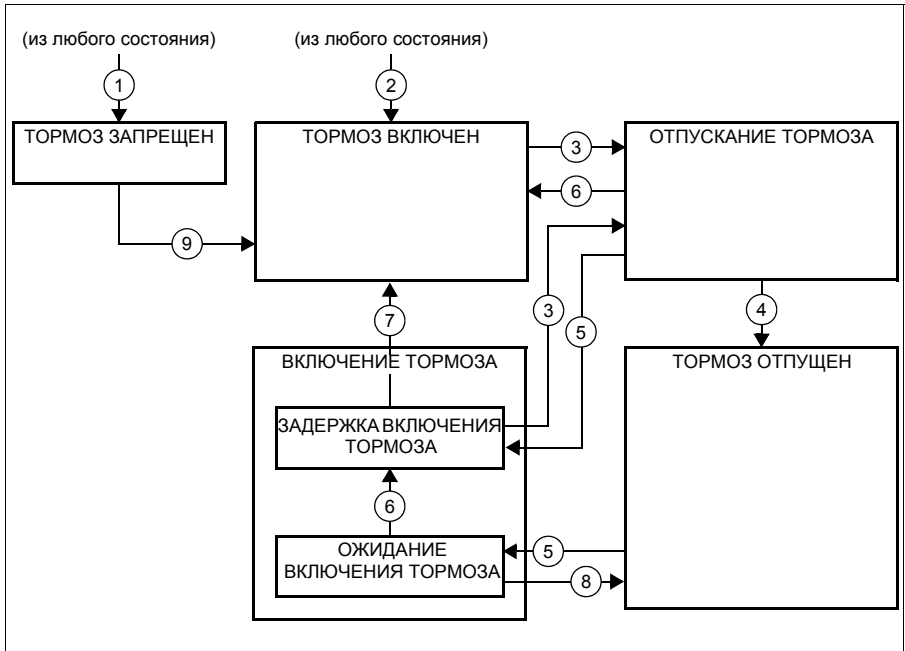 (из любого состояния)
(из любого состояния)
1
2
ТОРМОЗ ЗАПРЕЩЕН
ТОРМОЗ ВКЛЮЧЕН
ОТПУСКАНИЕ ТОРМОЗА
3
6
9
3
5
4
7
ВКЛЮЧЕНИЕ ТОРМОЗА
ТОРМОЗ ОТПУЩЕН
ЗАДЕРЖКА ВКЛЮЧЕНИЯ
ТОРМОЗА
6
ОЖИДАНИЕ
ВКЛЮЧЕНИЯ ТОРМОЗА
5
8